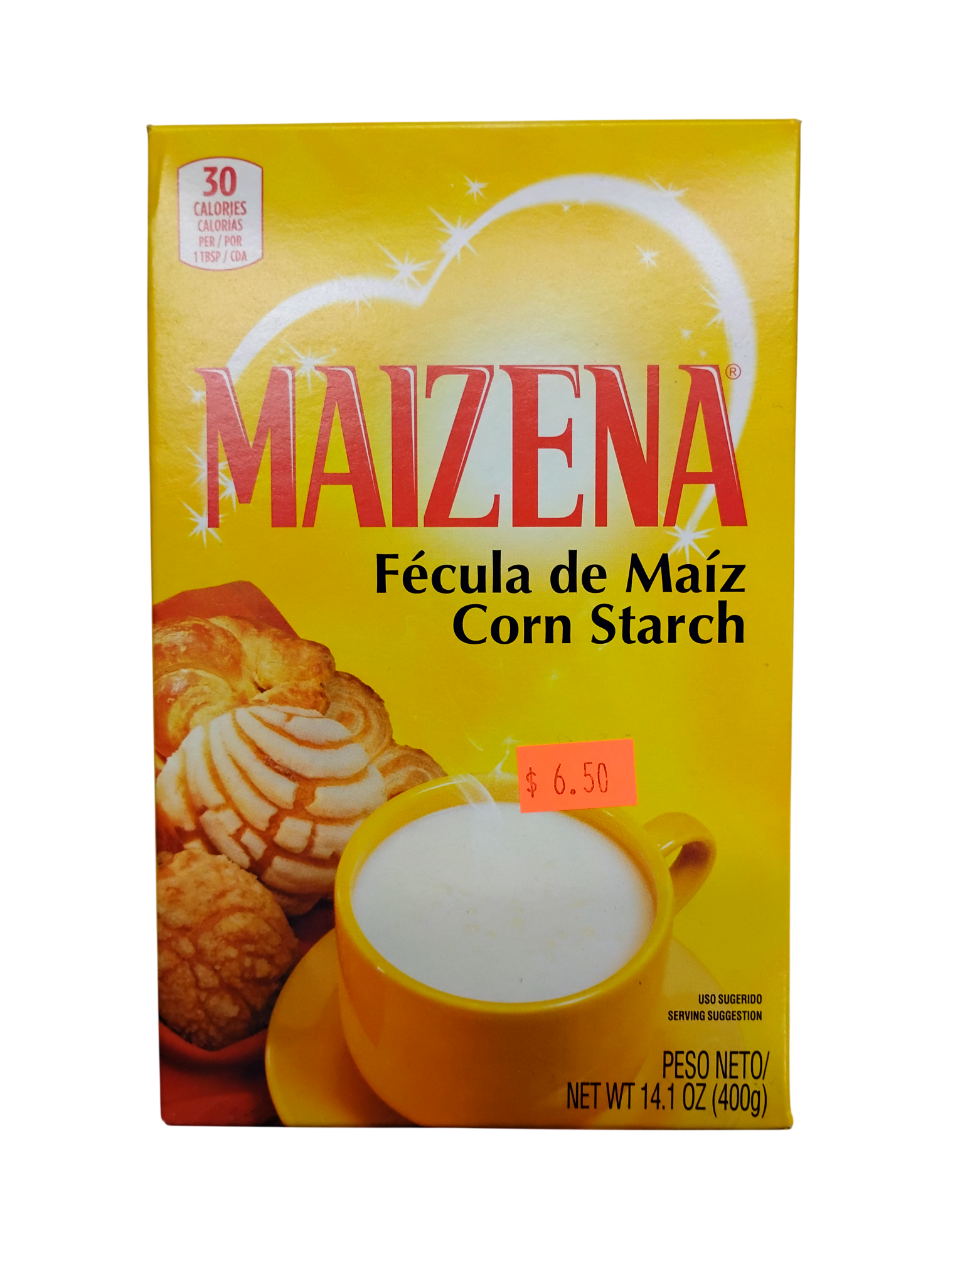 30
CALORIES
CALORÍAS
PER / POR
1 TBSP / CDA
MAIZENA®
Fécula de Maíz
Corn Starch
$ 6.50
USO SUGERIDO
SERVING SUGGESTION
PESO NETO/
NET WT 14.1 OZ (400g)